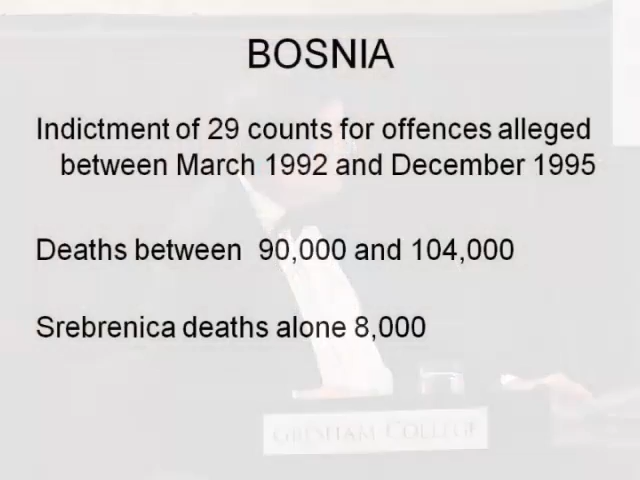 BOSNIA
Indictment of 29 counts for offences alleged
between March 1992 and December 1995
Deaths between 90,000 and 104,000
Srebrenica deaths alone 8,000
GRESHAM COLLEGE